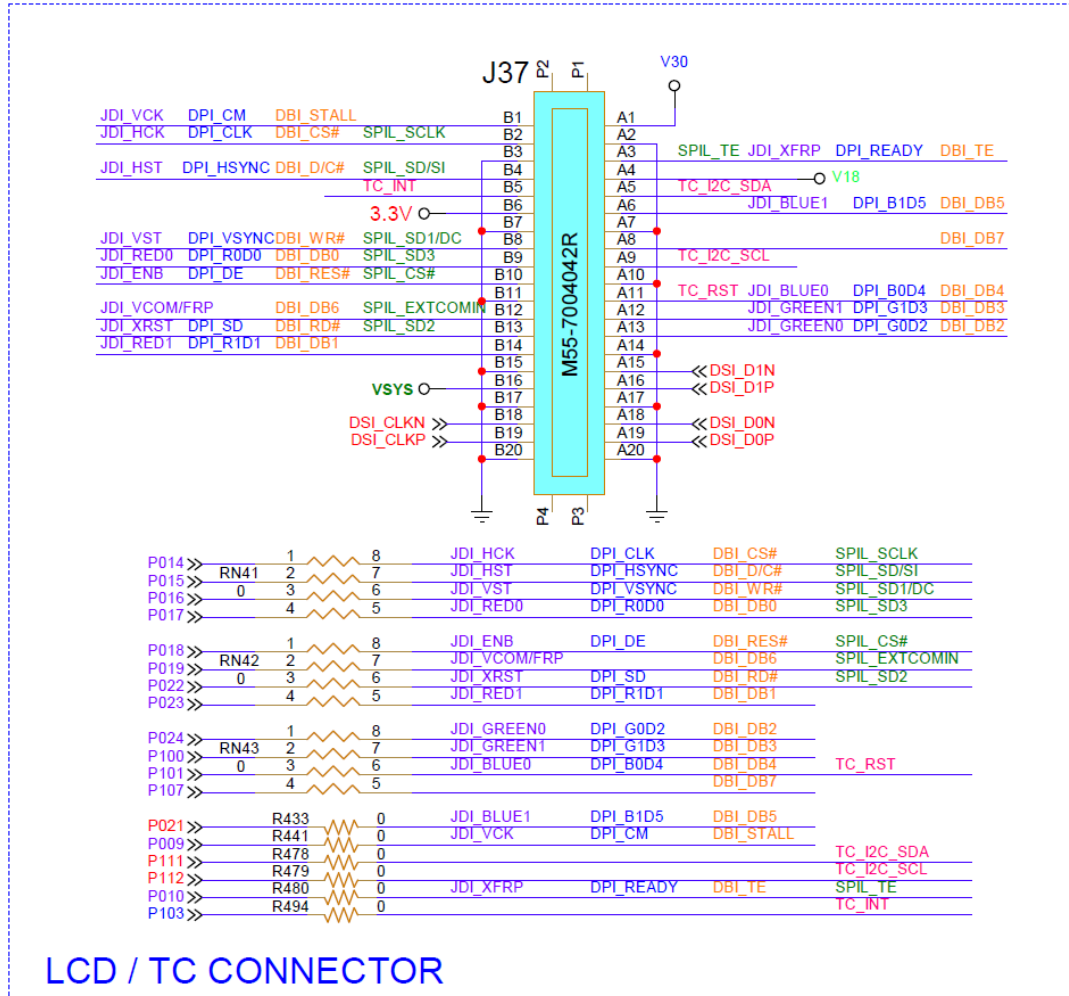 V30
J37 P2 P1
JDI_VCK DPI_CM DBI_STALL B1 A1
JDI_HCK DPI_CLK DBI_CS# SPIL_SCLK B2 A2
B3 A3 SPIL_TE JDI_XFRP DPI_READY DBI_TE
JDI_HST DPI_HSYNC DBI_D/C# SPIL_SD/SI B4 A4 V18
TC_INT B5 A5 TC_I2C_SDA
3.3V B6 A6 JDI_BLUE1 DPI_B1D5 DBI_DB5
B7 A7
JDI_VST DPI_VSYNC DBI_WR# SPIL_SD1/DC B8 A8 DBI_DB7
JDI_RED0 DPI_R0D0 DBI_DB0 SPIL_SD3 B9 A9 TC_I2C_SCL
JDI_ENB DPI_DE DBI_RES# SPIL_CS# B10 A10
B11 A11 TC_RST JDI_BLUE0 DPI_B0D4 DBI_DB4
JDI_VCOM/FRP DBI_DB6 SPIL_EXTCOMIN B12 A12 JDI_GREEN1 DPI_G1D3 DBI_DB3
JDI_XRST DPI_SD DBI_RD# SPIL_SD2 B13 A13 JDI_GREEN0 DPI_G0D2 DBI_DB2
JDI_RED1 DPI_R1D1 DBI_DB1 B14 A14
B15 A15 DSI_D1N
VSYS B16 A16 DSI_D1P
B17 A17
DSI_CLKN B18 A18 DSI_D0N
DSI_CLKP B19 A19 DSI_D0P
B20 A20
M55-7004042R
P4 P3
P014 1 8 JDI_HCK DPI_CLK DBI_CS# SPIL_SCLK
P015 RN41 2 7 JDI_HST DPI_HSYNC DBI_D/C# SPIL_SD/SI
P016 0 3 6 JDI_VST DPI_VSYNC DBI_WR# SPIL_SD1/DC
P017 4 5 JDI_RED0 DPI_R0D0 DBI_DB0 SPIL_SD3
P018 1 8 JDI_ENB DPI_DE DBI_RES# SPIL_CS#
P019 RN42 2 7 JDI_VCOM/FRP DBI_DB6 SPIL_EXTCOMIN
P022 0 3 6 JDI_XRST DPI_SD DBI_RD# SPIL_SD2
P023 4 5 JDI_RED1 DPI_R1D1 DBI_DB1
P024 1 8 JDI_GREEN0 DPI_G0D2 DBI_DB2
P100 RN43 2 7 JDI_GREEN1 DPI_G1D3 DBI_DB3
P101 0 3 6 JDI_BLUE0 DPI_B0D4 DBI_DB4 TC_RST
P107 4 5 DBI_DB7
P021 R433 0 JDI_BLUE1 DPI_B1D5 DBI_DB5
P009 R441 0 JDI_VCK DPI_CM DBI_STALL
P111 R478 0 TC_I2C_SDA
P112 R479 0 TC_I2C_SCL
P010 R480 0 JDI_XFRP DPI_READY DBI_TE SPIL_TE
P103 R494 0 TC_INT
LCD / TC CONNECTOR